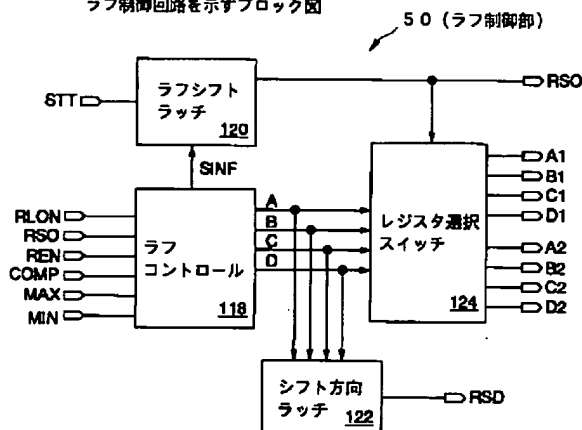 ラフ制御回路を示すブロック図
50 (ラフ制御部)
STT
ラフシフト
ラッチ
120
RSO
SINF
RLON
RSO
REN
COMP
MAX
MIN
ラフ
コントロール
118
A
B
C
D
レジスタ選択
スイッチ
124
A1
B1
C1
D1
A2
B2
C2
D2
シフト方向
ラッチ
122
RSD